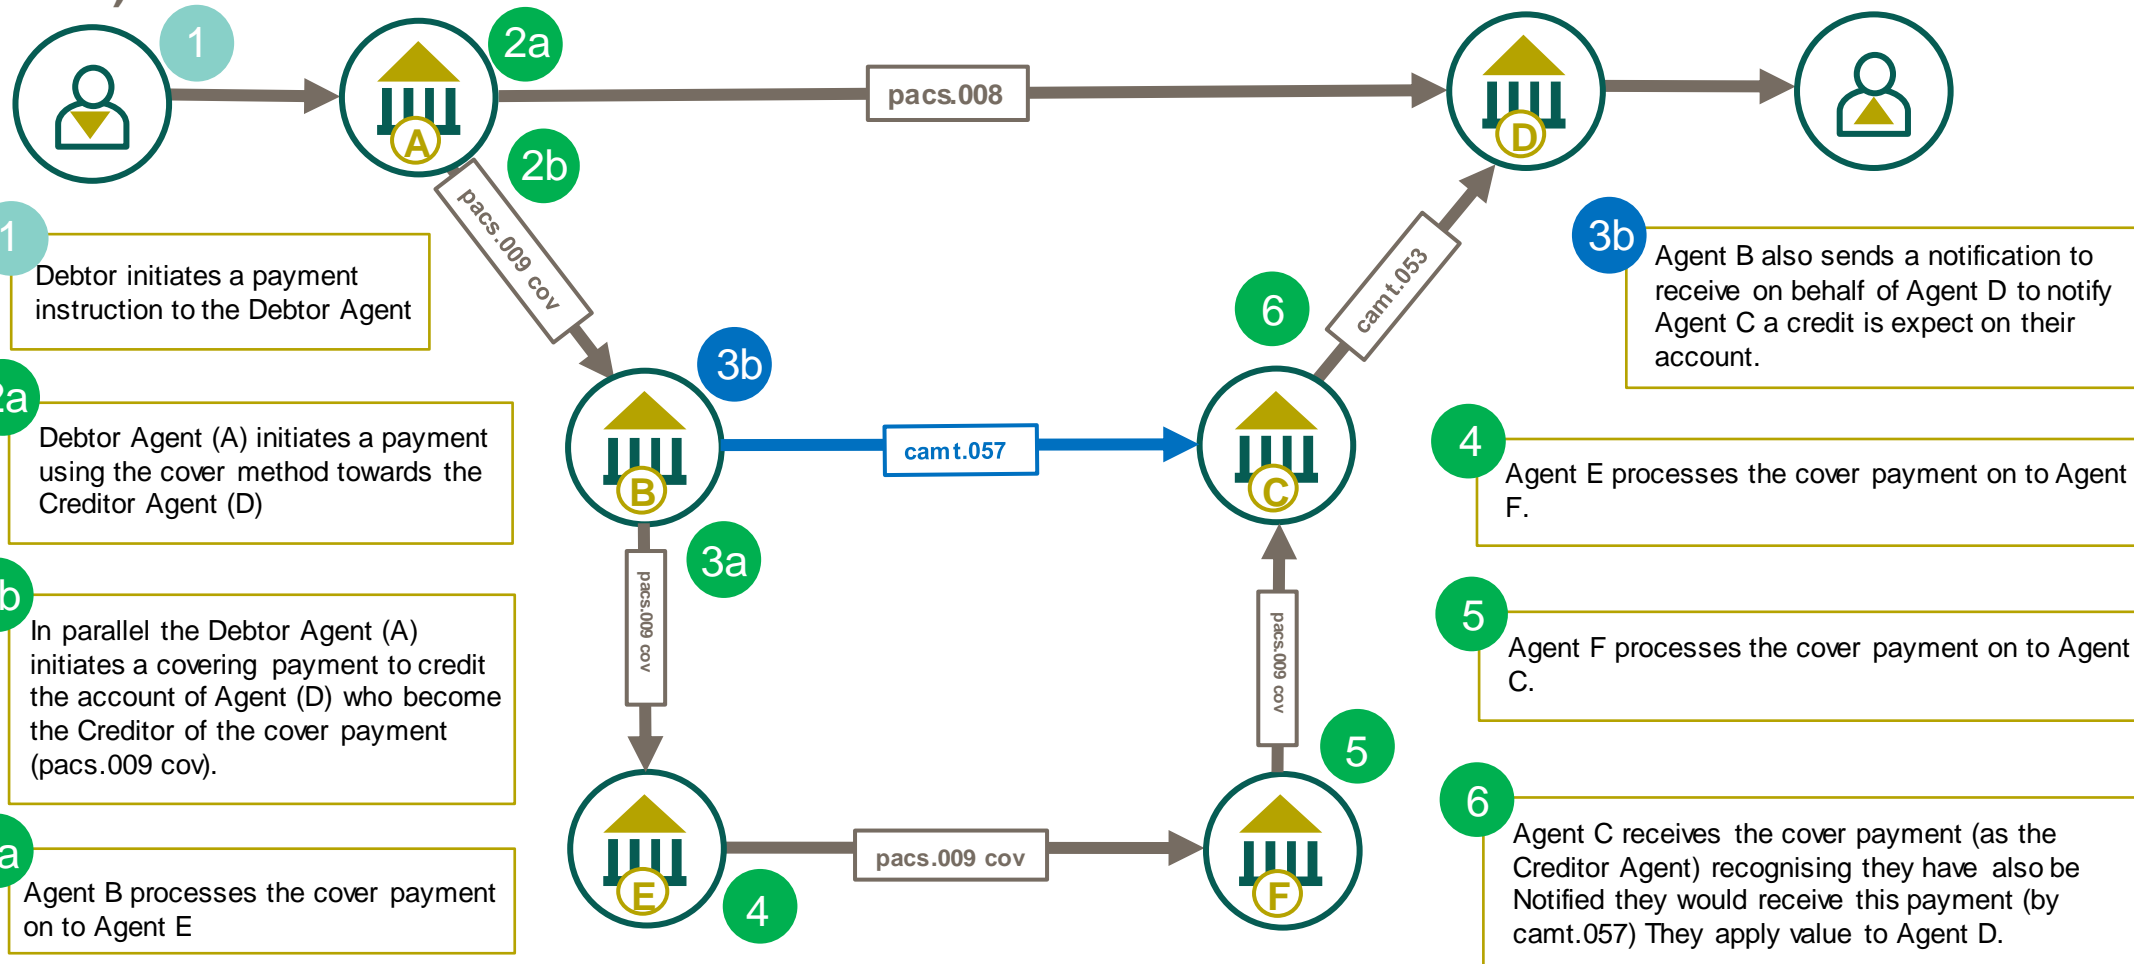 1
2a
pacs.008
A
D
2b
pacs.009 cov
1
Debtor initiates a payment
instruction to the Debtor Agent
3b
Agent B also sends a notification to
receive on behalf of Agent D to notify
Agent C a credit is expect on their
account.
6
camt.053
3b
2a
Debtor Agent (A) initiates a payment
using the cover method towards the
Creditor Agent (D)
camt.057
B
C
4
Agent E processes the cover payment on to Agent
F.
3a
pacs.009 cov
pacs.009 cov
b
In parallel the Debtor Agent (A)
initiates a covering payment to credit
the account of Agent (D) who become
the Creditor of the cover payment
(pacs.009 cov).
5
Agent F processes the cover payment on to Agent
C.
5
a
Agent B processes the cover payment
on to Agent E
pacs.009 cov
E
F
4
6
Agent C receives the cover payment (as the
Creditor Agent) recognising they have also be
Notified they would receive this payment (by
camt.057) They apply value to Agent D.